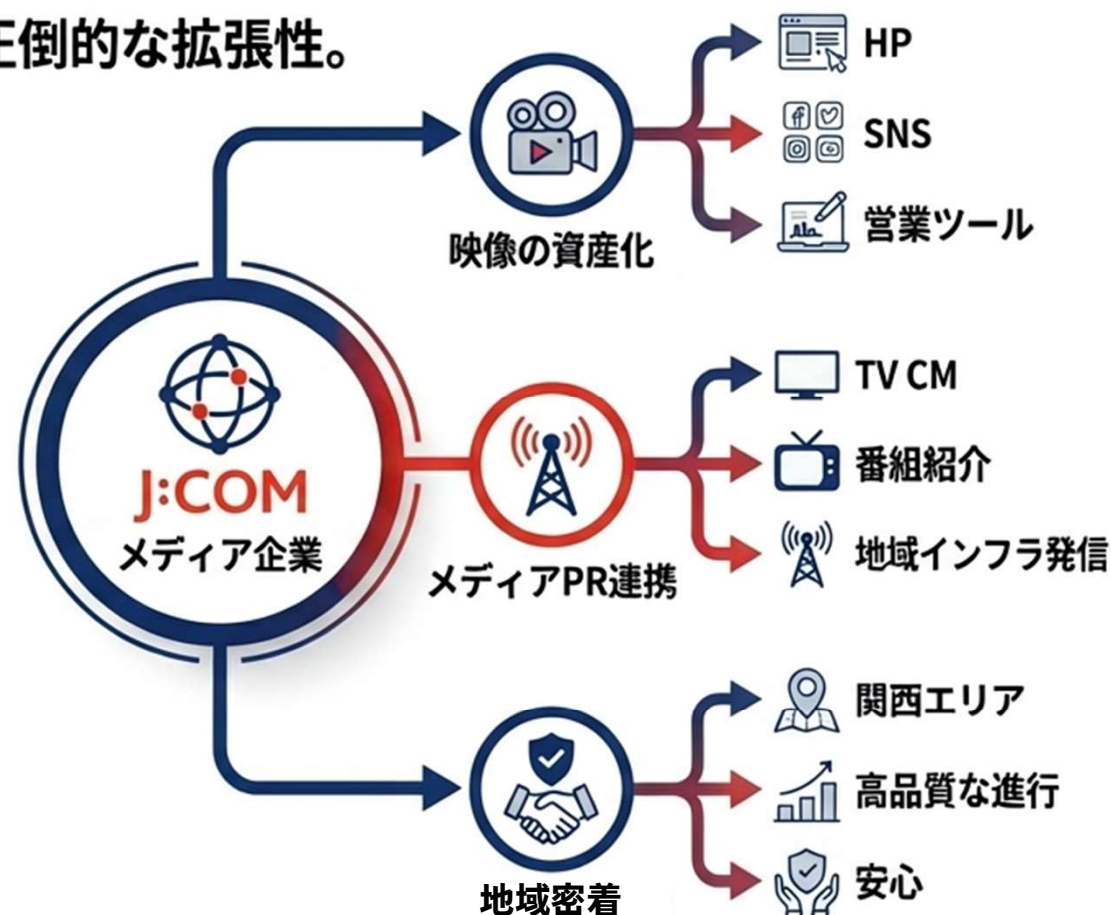 圧倒的な拡張性。
HP
SNS
営業ツール
映像の資産化
J:COM
メディア企業
メディアPR連携
TV CM
番組紹介
地域インフラ発信
地域密着
関西エリア
高品質な進行
安心